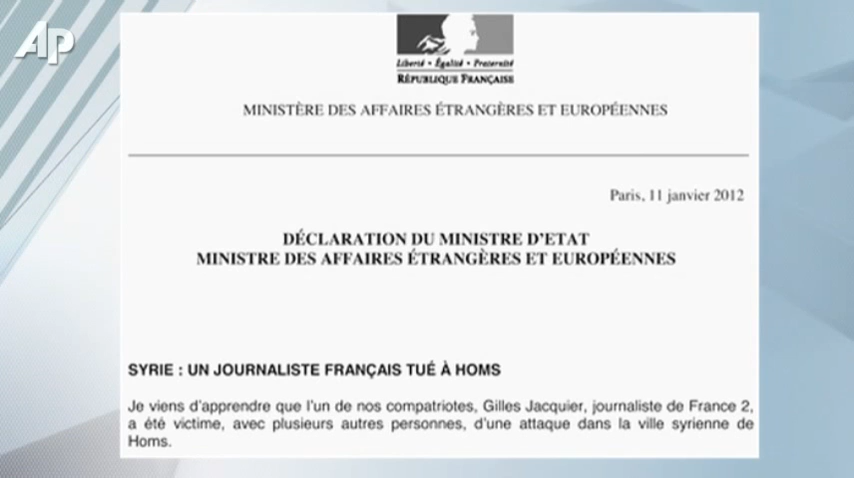 AP
Liberté • Égalité • Fraternité
RÉPUBLIQUE FRANÇAISE
MINISTÈRE DES AFFAIRES ÉTRANGÈRES ET EUROPÉENNES
Paris, 11 janvier 2012
DÉCLARATION DU MINISTRE D'ETAT
MINISTRE DES AFFAIRES ÉTRANGÈRES ET EUROPÉENNES
SYRIE : UN JOURNALISTE FRANÇAIS TUÉ À HOMS
Je viens d'apprendre que l'un de nos compatriotes, Gilles Jacquier, journaliste de France 2,
a été victime, avec plusieurs autres personnes, d'une attaque dans la ville syrienne de
Homs.